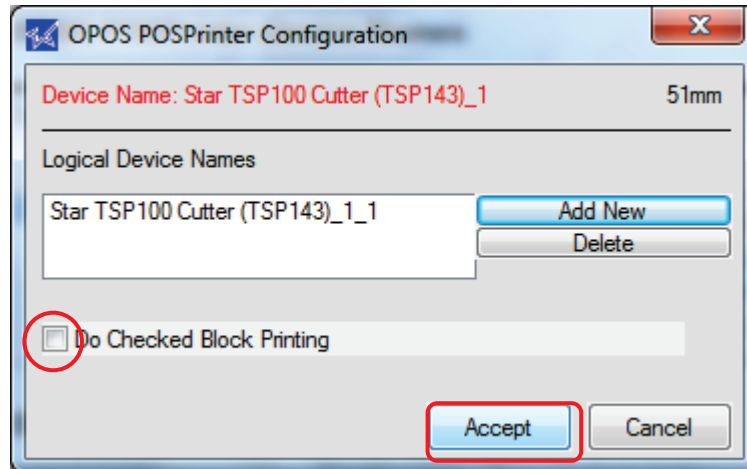 OPOS POSPrinter Configuration
Device Name: Star TSP100 Cutter (TSP143)_1 51mm
Logical Device Names
Star TSP100 Cutter (TSP143)_1_1
Add New
Delete
Do Checked Block Printing
Accept
Cancel